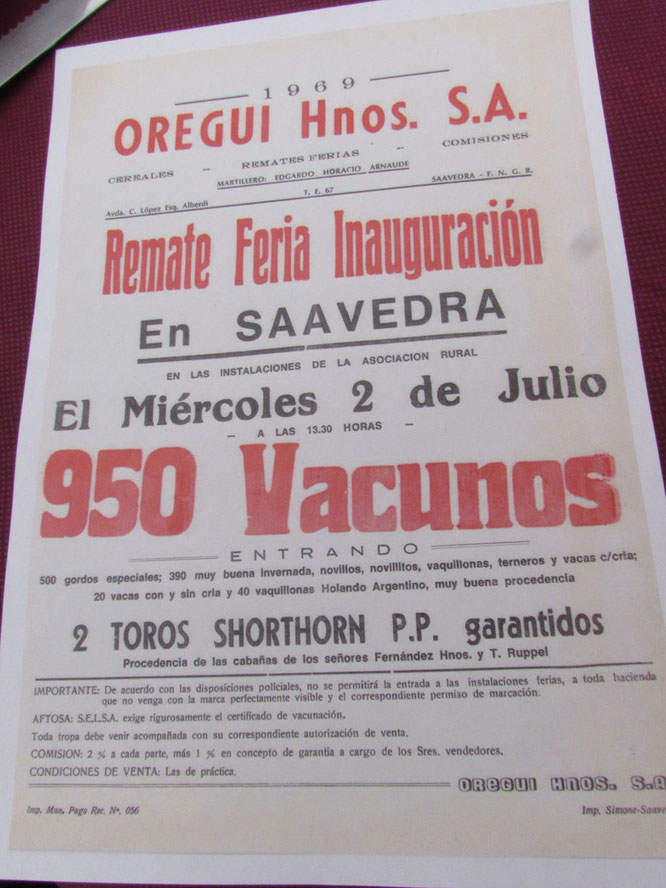 1969
OREGUI Hnos. S.A.
CEREALES -- REMATES FERIAS -- COMISIONES
MARTILLERO: EDGARDO HORACIO ARNAUDE
Avda. C. López Esq. Alberdi T. E. 67 SAAVEDRA - F. N. G. R.
Remate Feria Inauguración
En SAAVEDRA
EN LAS INSTALACIONES DE LA ASOCIACION RURAL
El Miércoles 2 de Julio
- A LAS 13.30 HORAS -
950 Vacunos
ENTRANDO
500 gordos especiales; 390 muy buena invernada, novillos, novillitos, vaquillonas, terneros y vacas c/cria;
20 vacas con y sin cria y 40 vaquillonas Holando Argentino, muy buena procedencia
2 TOROS SHORTHORN P.P. garantidos
Procedencia de las cabañas de los señores Fernández Hnos. y T. Ruppel
IMPORTANTE: De acuerdo con las disposiciones policiales, no se permitirá la entrada a las instalaciones ferias, a toda hacienda
que no venga con la marca perfectamente visible y el correspondiente permiso de marcación.
AFTOSA: S.E.L.S.A. exige rigurosamente el certificado de vacunación.
Toda tropa debe venir acompañada con su correspondiente autorización de venta.
COMISION: 2 % a cada parte, más 1 % en concepto de garantia a cargo de los Sres. vendedores.
CONDICIONES DE VENTA: Las de práctica.
OREGUI HNOS. S.A
Imp. Mun. Pago Rec. Nº. 056 Imp. Simone-Saave